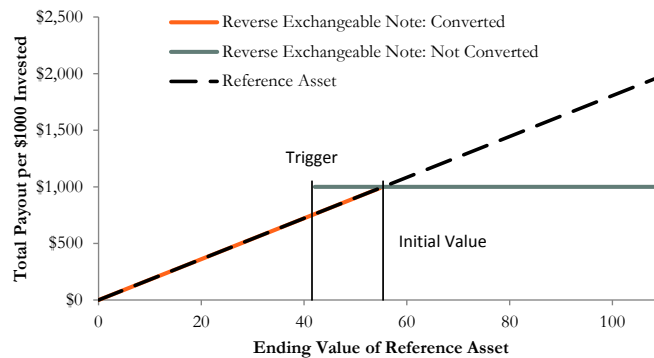 $2,500
$2,000
$1,500
$1,000
$500
$0
Total Payout per $1000 Invested
Reverse Exchangeable Note: Converted
Reverse Exchangeable Note: Not Converted
Reference Asset
Trigger
Initial Value
0 20 40 60 80 100
Ending Value of Reference Asset